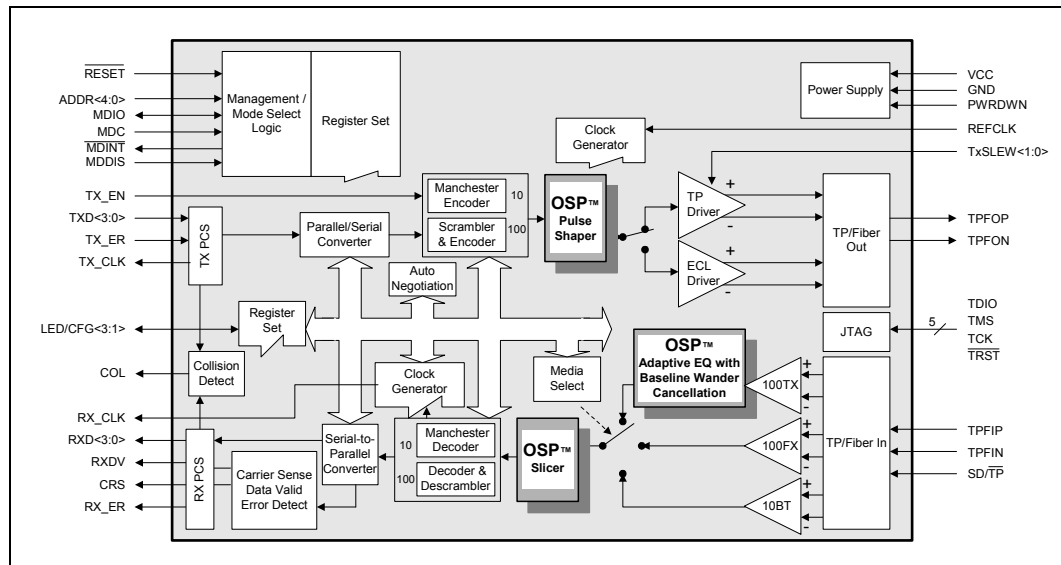 RESET
ADDR<4:0>
MDIO
MDC
MDINT
MDDIS
TX_EN
TXD<3:0>
TX_ER
TX_CLK
LED/CFG<3:1>
COL
RX_CLK
RXD<3:0>
RXDV
CRS
RX_ER
Management /
Mode Select
Logic
Register Set
TX PCS
Parallel/Serial
Converter
Manchester
Encoder
10
Scrambler
& Encoder
100
OSP™
Pulse
Shaper
Clock
Generator
Power Supply
TP
Driver
+
-
ECL
Driver
+
-
TP/Fiber
Out
Auto
Negotiation
Register
Set
Collision
Detect
Clock
Generator
Media
Select
OSP™
Adaptive EQ with
Baseline Wander
Cancellation
JTAG
5
100TX
+
-
100FX
+
-
10BT
+
-
TP/Fiber In
RX PCS
Carrier Sense
Data Valid
Error Detect
Serial-to-
Parallel
Converter
10
Manchester
Decoder
100
Decoder &
Descrambler
OSP™
Slicer
VCC
GND
PWRDWN
REFCLK
TxSLEW<1:0>
TPFOP
TPFON
TDIO
TMS
TCK
TRST
TPFIP
TPFIN
SD/TP